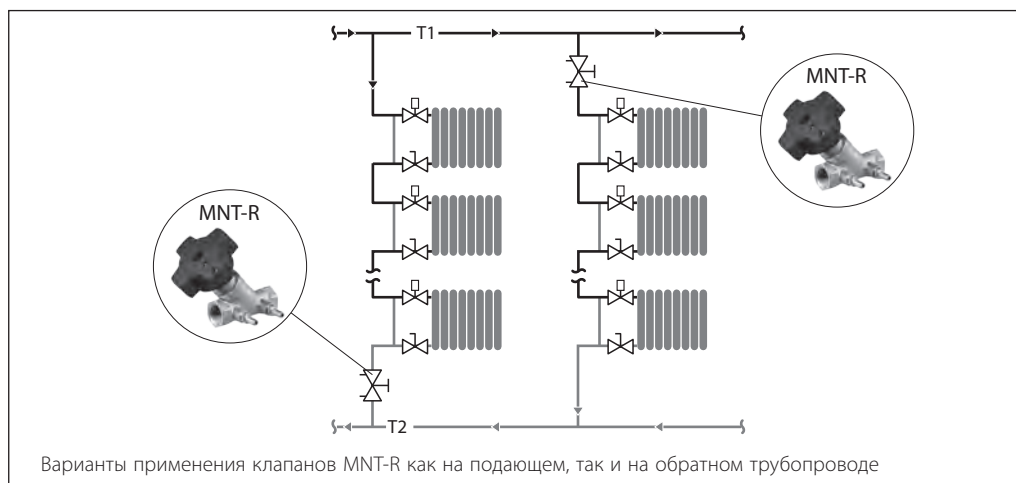 T1
MNT-R
MNT-R
T2
Варианты применения клапанов MNT-R как на подающем, так и на обратном трубопроводе